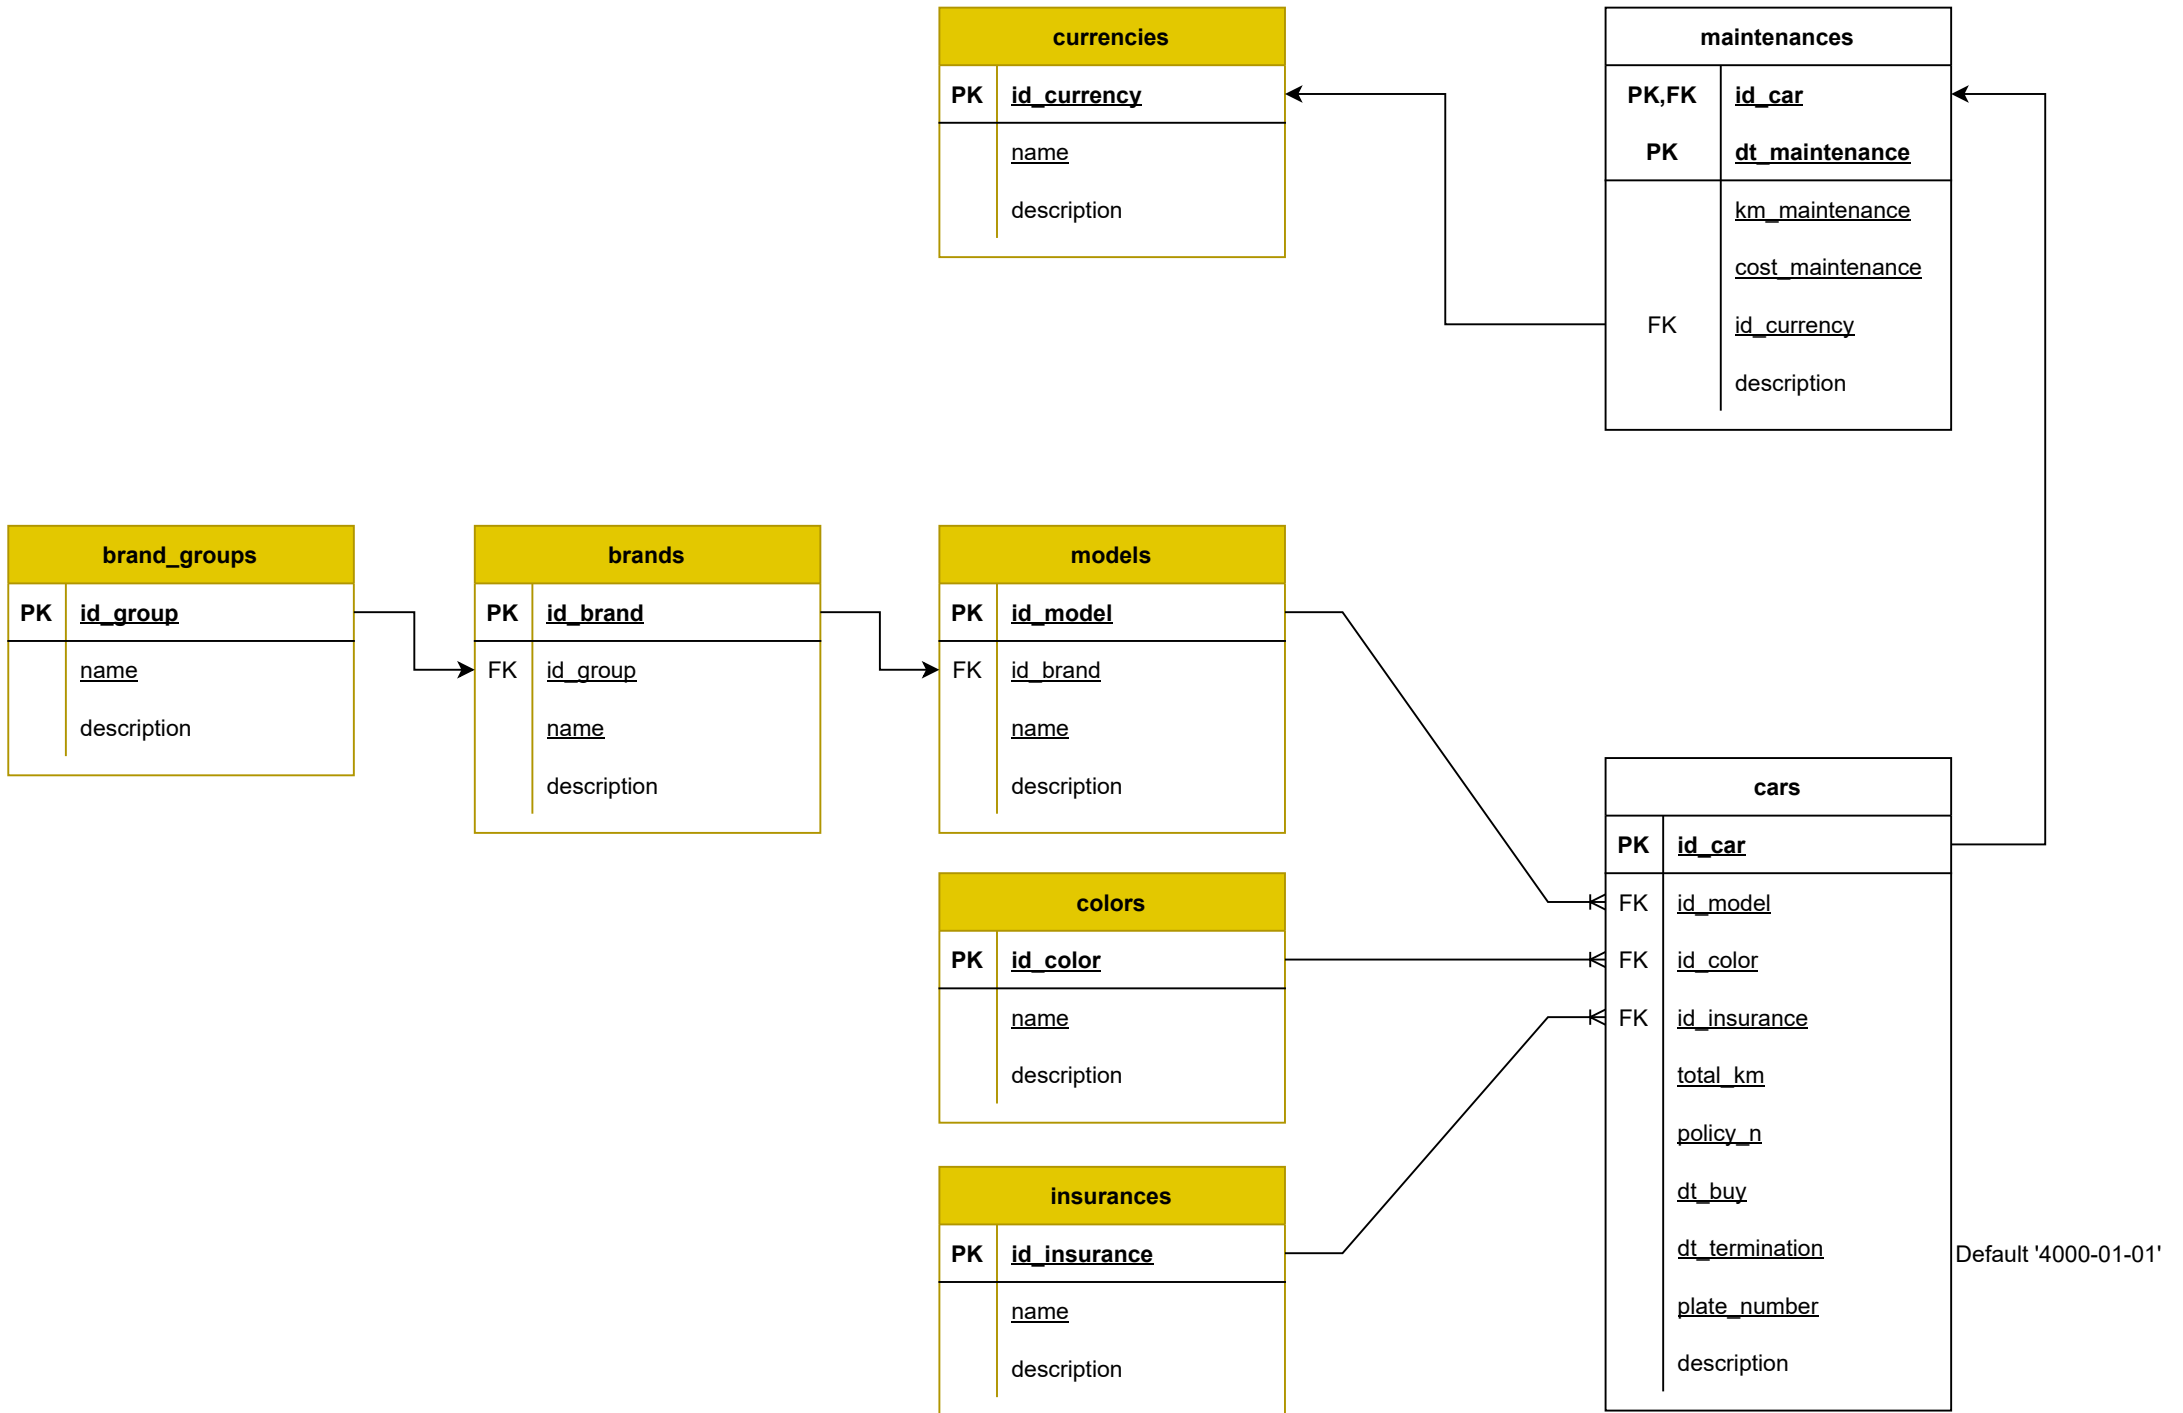 currencies
PK id_currency
name
description
maintenances
PK,FK id_car
PK dt_maintenance
km_maintenance
cost_maintenance
FK id_currency
description
brand_groups
PK id_group
name
description
brands
PK id_brand
FK id_group
name
description
models
PK id_model
FK id_brand
name
description
colors
PK id_color
name
description
insurances
PK id_insurance
name
description
cars
PK id_car
FK id_model
FK id_color
FK id_insurance
total_km
policy_n
dt_buy
dt_termination
Default '4000-01-01'
plate_number
description